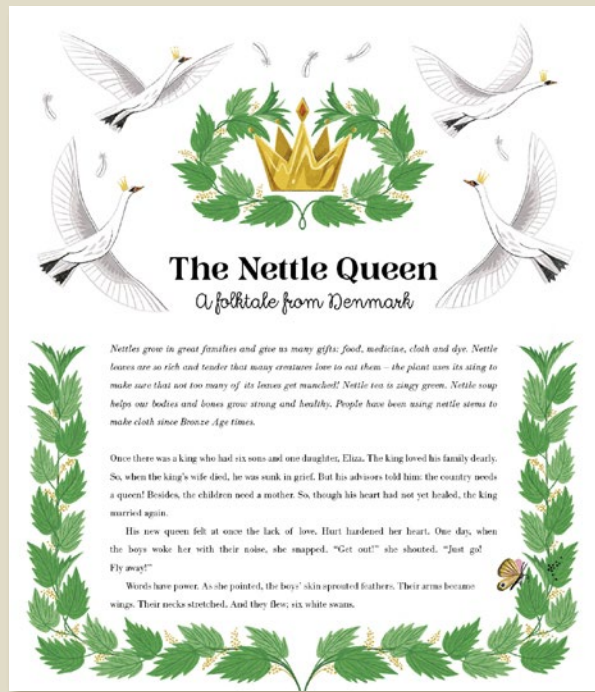 The Nettle Queen
A folktale from Denmark
Nettles grow in great families and give us many gifts: food, medicine, cloth and dye. Nettle
leaves are so rich and tender that many creatures love to eat them – the plant uses its sting to
make sure that not too many of its leaves get munched! Nettle tea is zingy green. Nettle soup
helps our bodies and bones grow strong and healthy. People have been using nettle stems to
make cloth since Bronze Age times.
Once there was a king who had six sons and one daughter, Eliza. The king loved his family dearly.
So, when the king's wife died, he was sunk in grief. But his advisors told him: the country needs
a queen! Besides, the children need a mother. So, though his heart had not yet healed, the king
married again.
His new queen felt at once the lack of love. Hurt hardened her heart. One day, when
the boys woke her with their noise, she snapped. “Get out!” she shouted. “Just go!
Fly away!”
Words have power. As she pointed, the boys' skin sprouted feathers. Their arms became
wings. Their necks stretched. And they flew; six white swans.